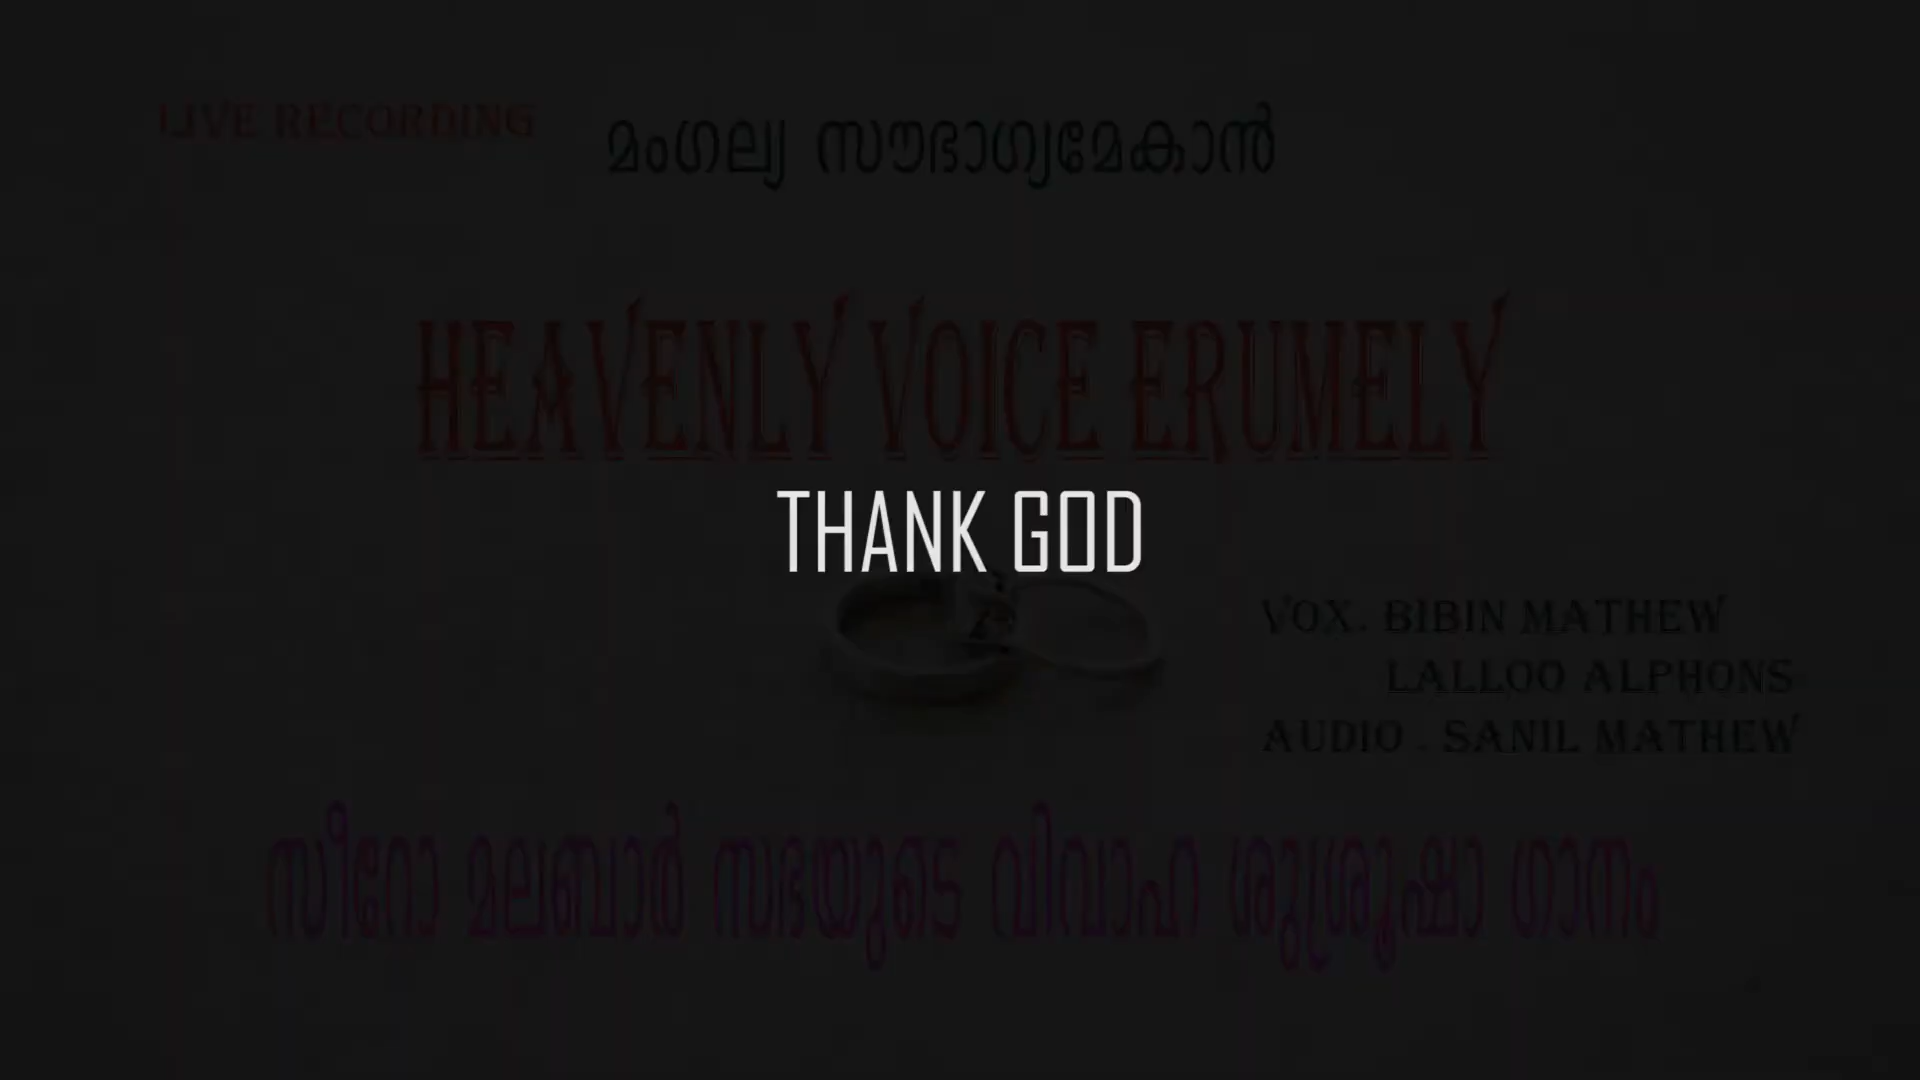 LIVE RECORDING
മംഗല്യ സൗഭാഗ്യമേകാൻ
HEAVENLY VOICE ERUMELY
THANK GOD
VOX. BIBIN MATHEW
LALLOO ALPHONS
AUDIO . SANIL MATHEW
സീറോ മലബാർ സഭയുടെ വിവാഹ ശുശ്രൂഷാ ഗാനം